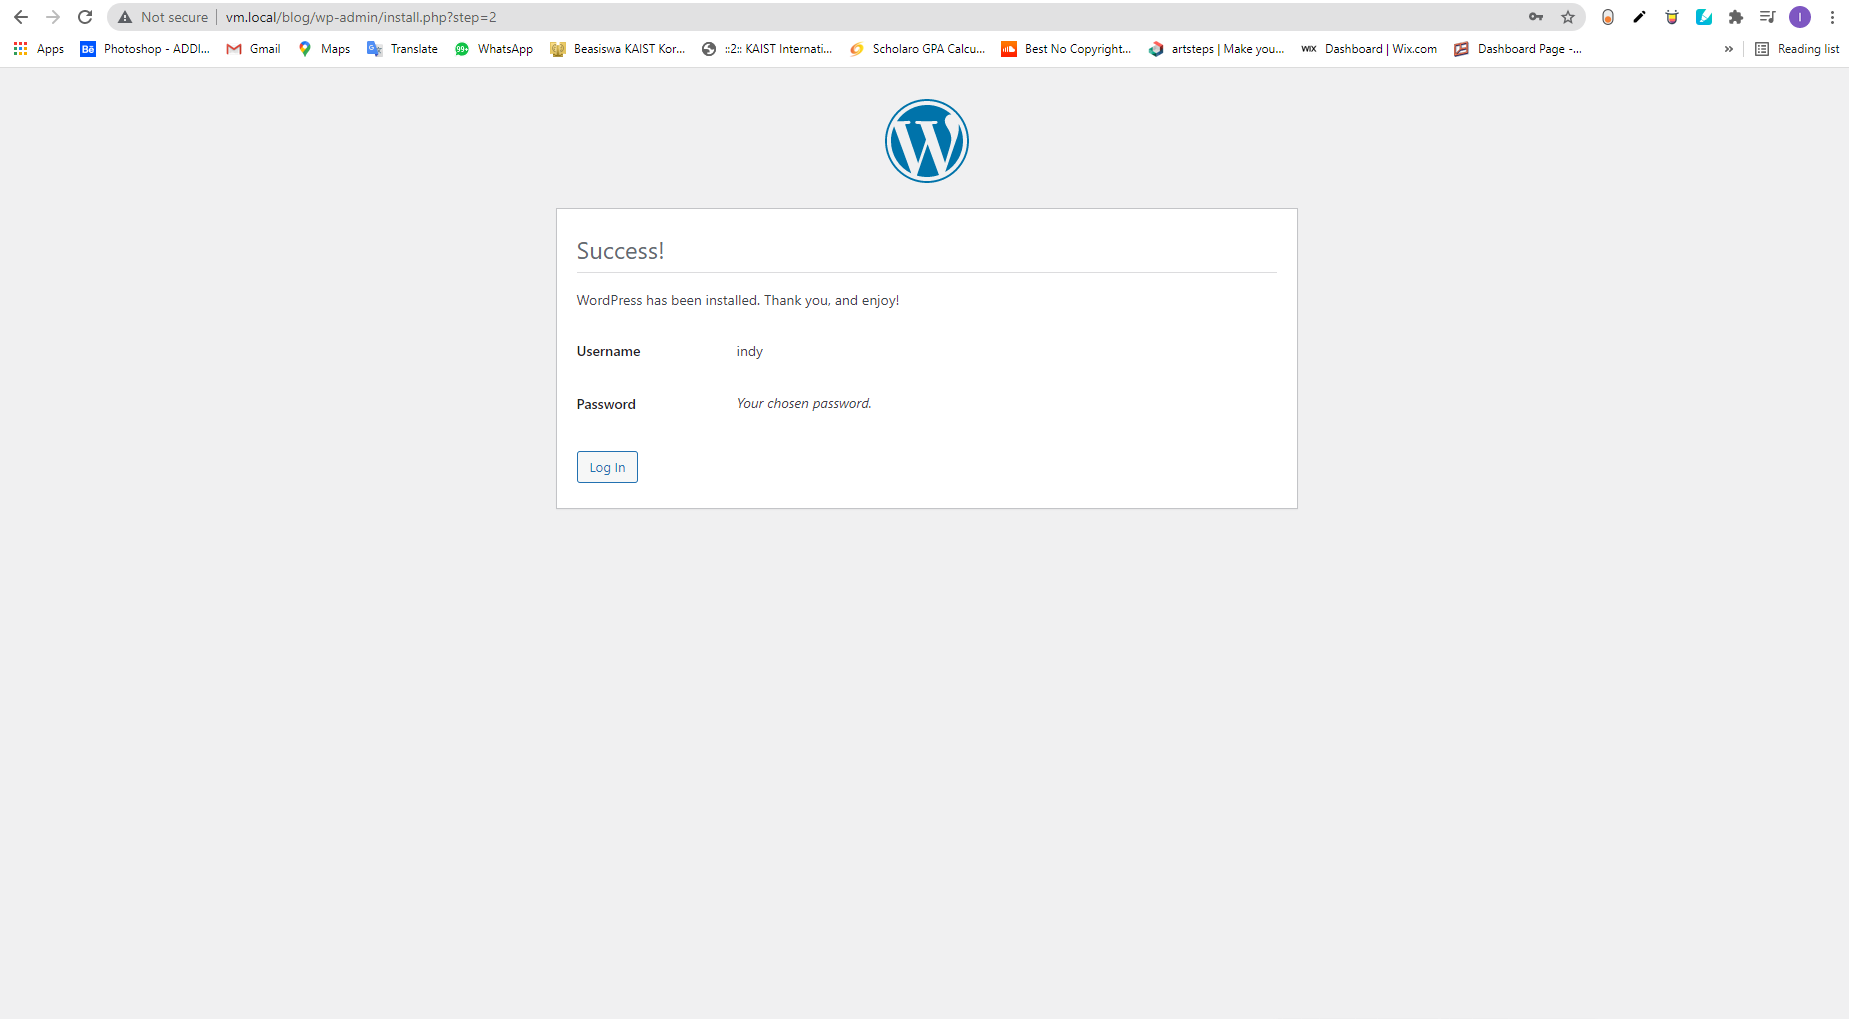 Not secure | vm.local/blog/wp-admin/install.php?step=2
Apps Photoshop - ADDI... Gmail Maps Translate WhatsApp Beasiswa KAIST Kor... ::2:: KAIST Internati... Scholaro GPA Calcu... Best No Copyright... artsteps | Make you... WIX Dashboard | Wix.com Dashboard Page -... » Reading list
Success!
WordPress has been installed. Thank you, and enjoy!
Username indy
Password Your chosen password.
Log In